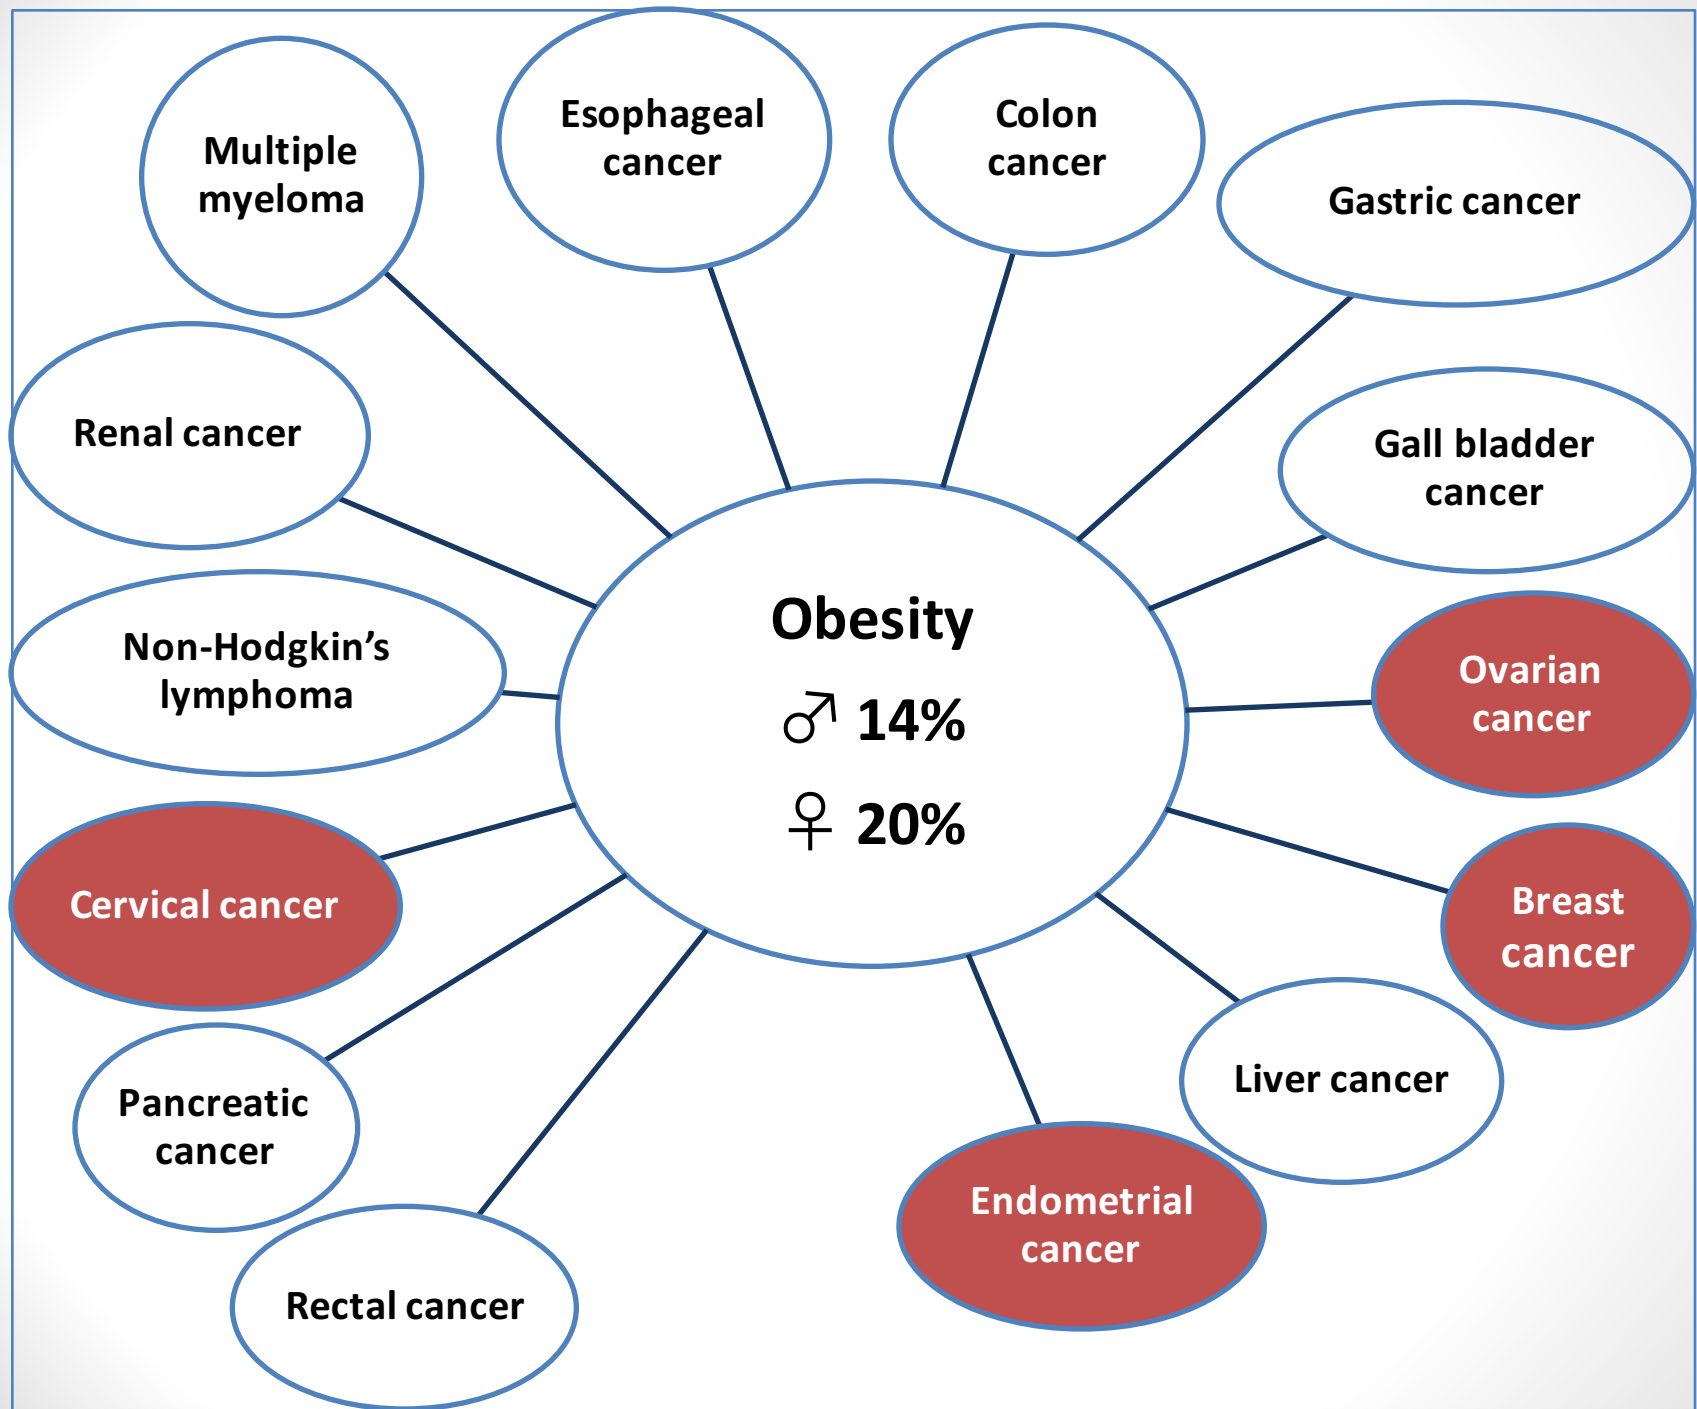 Multiple
myeloma
Esophageal
cancer
Colon
cancer
Gastric cancer
Renal cancer
Gall bladder
cancer
Non-Hodgkin’s
lymphoma
Obesity
♂ 14%
♀ 20%
Ovarian
cancer
Cervical cancer
Breast
cancer
Pancreatic
cancer
Liver cancer
Endometrial
cancer
Rectal cancer